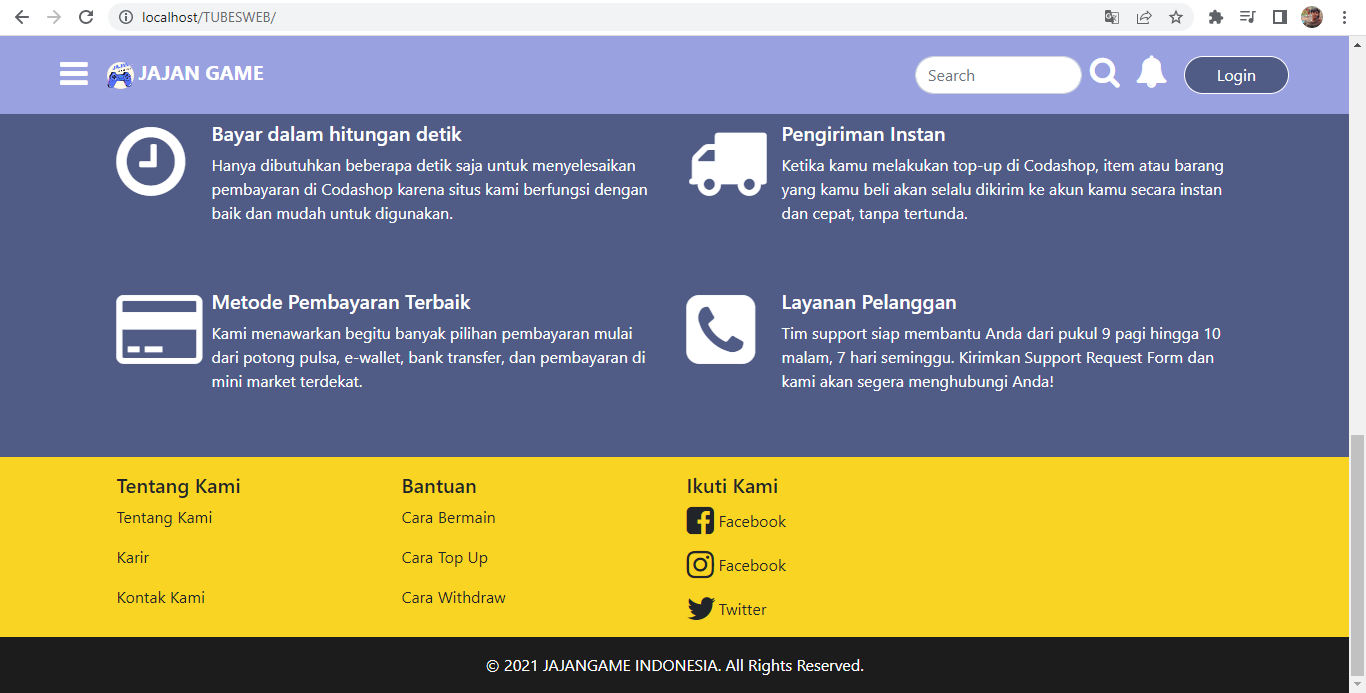 localhost/TUBESWEB/
JAJAN GAME
Search
Login
Bayar dalam hitungan detik
Hanya dibutuhkan beberapa detik saja untuk menyelesaikan
pembayaran di Codashop karena situs kami berfungsi dengan
baik dan mudah untuk digunakan.
Pengiriman Instan
Ketika kamu melakukan top-up di Codashop, item atau barang
yang kamu beli akan selalu dikirim ke akun kamu secara instan
dan cepat, tanpa tertunda.
Metode Pembayaran Terbaik
Kami menawarkan begitu banyak pilihan pembayaran mulai
dari potong pulsa, e-wallet, bank transfer, dan pembayaran di
mini market terdekat.
Layanan Pelanggan
Tim support siap membantu Anda dari pukul 9 pagi hingga 10
malam, 7 hari seminggu. Kirimkan Support Request Form dan
kami akan segera menghubungi Anda!
Tentang Kami
Tentang Kami
Karir
Kontak Kami
Bantuan
Cara Bermain
Cara Top Up
Cara Withdraw
Ikuti Kami
Facebook
Facebook
Twitter
© 2021 JAJANGAME INDONESIA. All Rights Reserved.